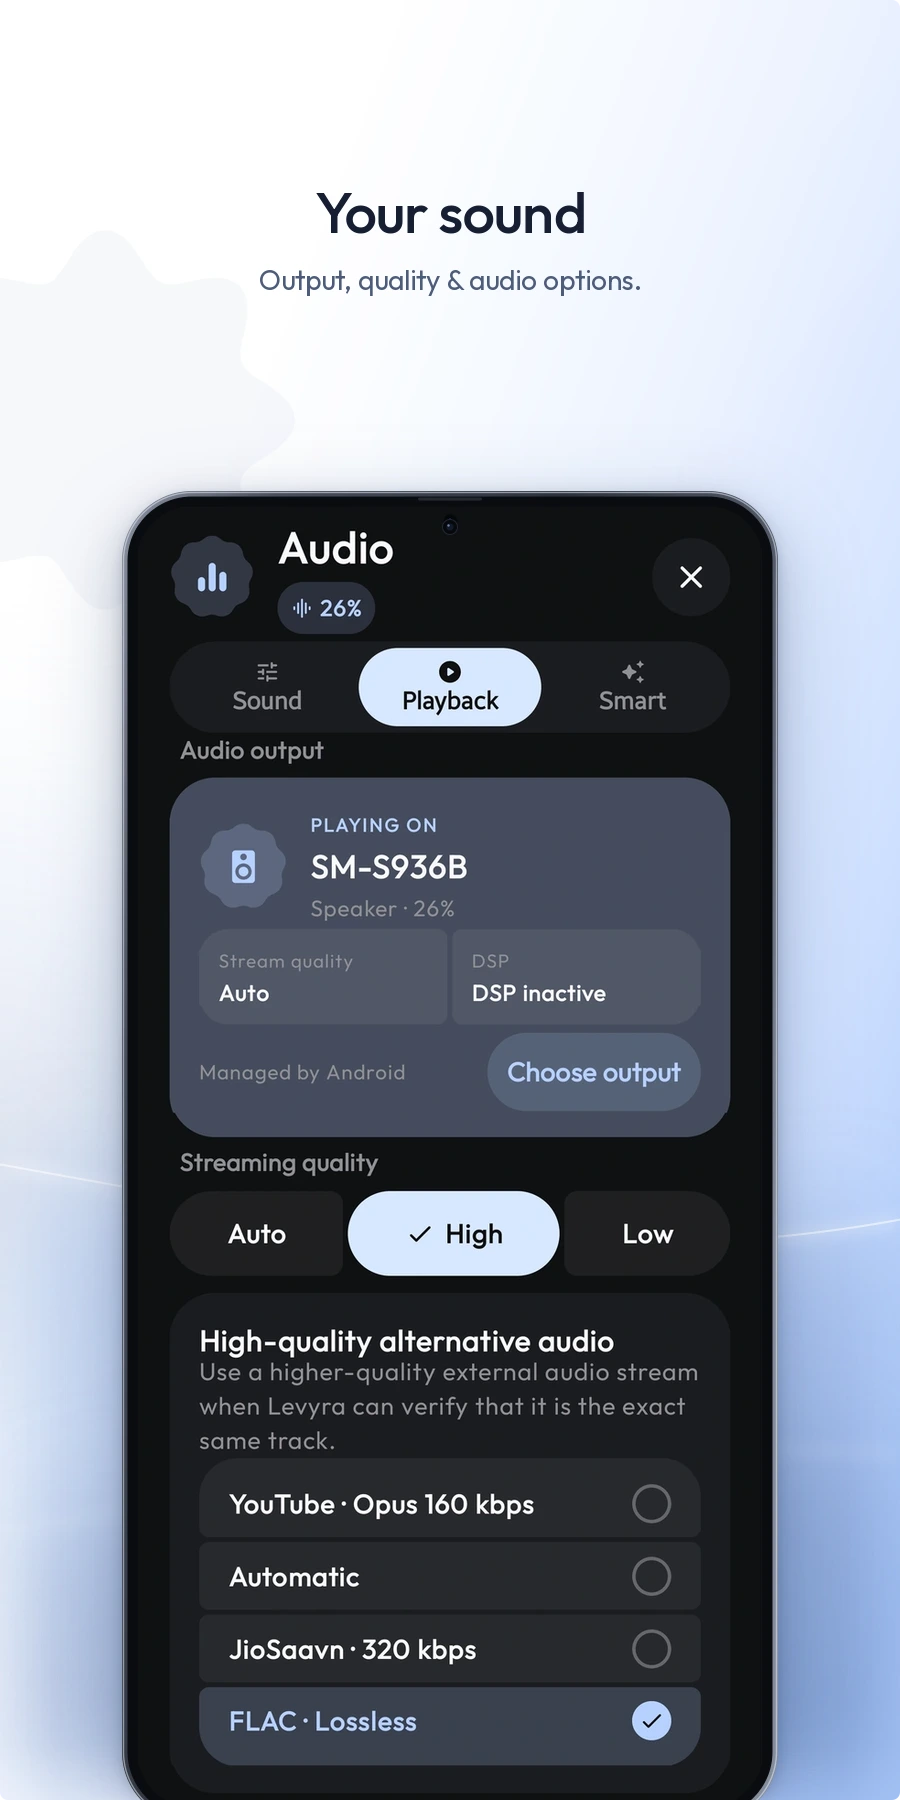 Your sound
Output, quality & audio options.
Audio
26%
Sound
Playback
Smart
Audio output
PLAYING ON
SM-S936B
Speaker · 26%
Stream quality
Auto
DSP
DSP inactive
Managed by Android
Choose output
Streaming quality
Auto
High
Low
High-quality alternative audio
Use a higher-quality external audio stream
when Levyra can verify that it is the exact
same track.
YouTube · Opus 160 kbps
Automatic
JioSaavn · 320 kbps
FLAC · Lossless